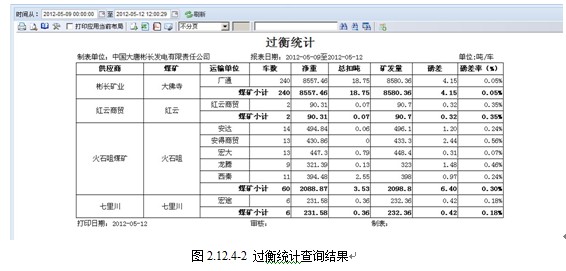 时间从: 2012-05-09 00:00:00 至 2012-05-12 12:00:29 刷新
打印应用当前布局 不分页
过衡统计
制表单位: 中国大唐彬长发电有限责任公司 报表日期: 2012-05-09至2012-05-12 单位:吨/车
供应商 煤矿 运输单位 车数 净重 总扣吨 矿发量 磅差 磅差率(%)
彬长矿业 大佛寺 广通 240 8557.46 18.75 8580.36 4.15 0.05%
煤矿小计 240 8557.46 18.75 8580.36 4.15 0.05%
红云商贸 红云 红云商贸 2 90.31 0.07 90.7 0.32 0.35%
煤矿小计 2 90.31 0.07 90.7 0.32 0.35%
火石咀煤矿 火石咀 安达 14 494.84 0.06 496.1 1.20 0.24%
安得商贸 13 430.86 0 433.3 2.44 0.56%
宏大 13 447.3 0.79 448.4 0.31 0.07%
龙腾 9 321.39 0.13 323 1.48 0.46%
西秦 11 394.48 2.55 398 0.97 0.24%
煤矿小计 60 2088.87 3.53 2098.8 6.40 0.30%
七里川 七里川 宏途 6 231.58 0.36 232.36 0.42 0.18%
煤矿小计 6 231.58 0.36 232.36 0.42 0.18%
打印日期: 2012-05-12 审核: 制表:
图2.12.4-2 过衡统计查询结果